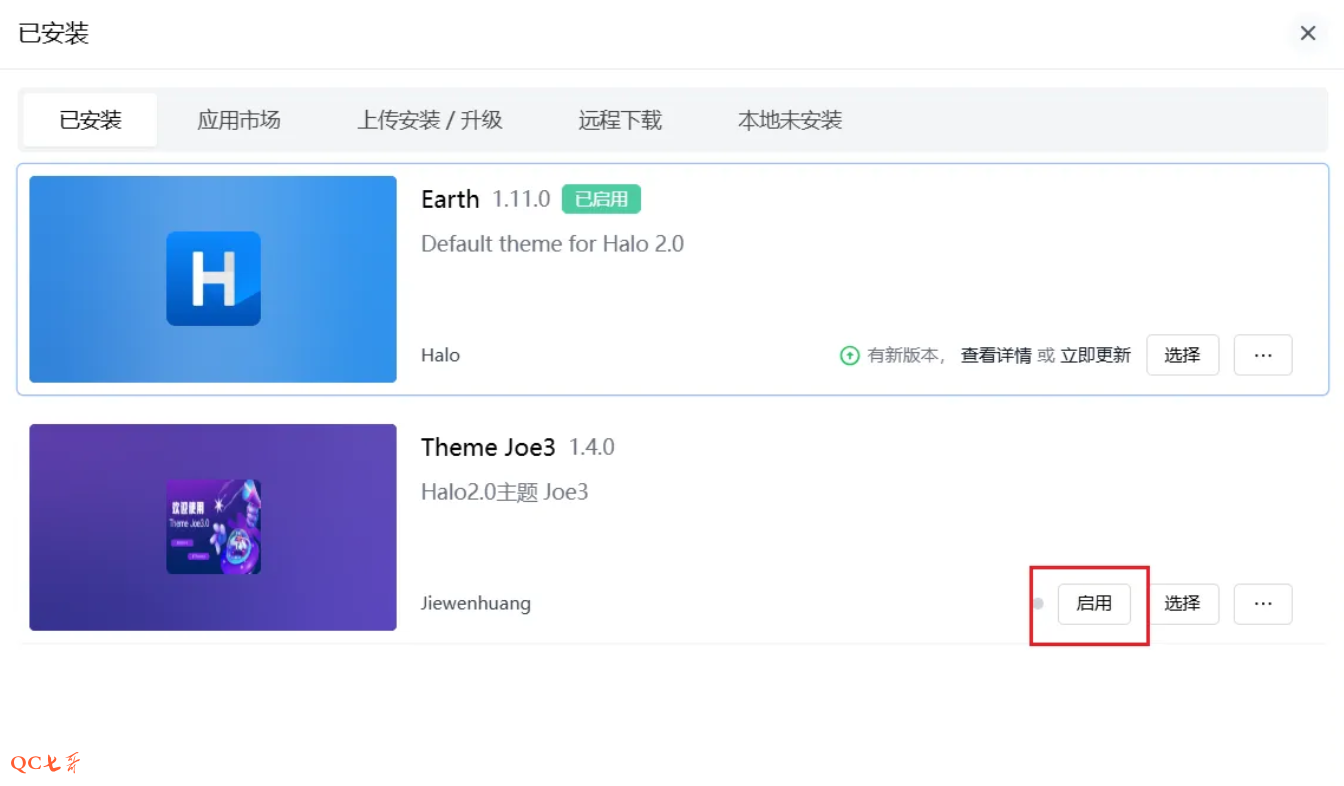 已安装
已安装 应用市场 上传安装 / 升级 远程下载 本地未安装
Earth 1.11.0 已启用
Default theme for Halo 2.0
H
Halo 有新版本， 查看详情 或 立即更新 选择 ...
Theme Joe3 1.4.0
Halo2.0主题 Joe3
欢迎使用
Theme Joe3.0
Jiewenhuang 启用 选择 ...
QC七哥